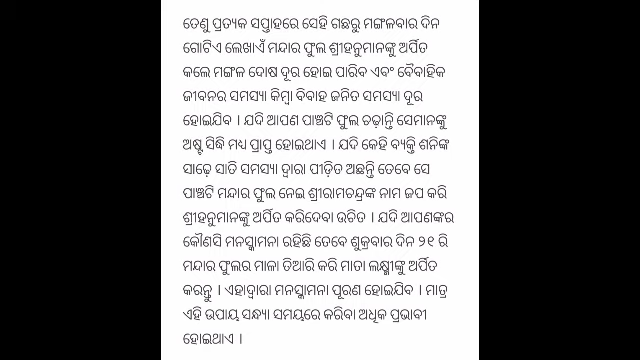 ତେଣୁ ପ୍ରତ୍ୟକ ସପ୍ତାହରେ ସେହି ଗଛରୁ ମଙ୍ଗଳବାର ଦିନ
ଗୋଟିଏ ଲେଖାଏଁ ମନ୍ଦାର ଫୁଲ ଶ୍ରୀହନୁମାନଙ୍କୁ ଅର୍ପିତ
କଲେ ମଙ୍ଗଳ ଦୋଷ ଦୂର ହୋଇ ପାରିବ ଏବଂ ବୈବାହିକ
ଜୀବନର ସମସ୍ୟା କିମ୍ବା ବିବାହ ଜନିତ ସମସ୍ୟା ଦୂର
ହୋଇଯିବ । ଯଦି ଆପଣ ପାଞ୍ଚଟି ଫୁଲ ଚଢ଼ାନ୍ତି ସେମାନଙ୍କୁ
ଅଷ୍ଟ ସିଦ୍ଧି ମଧ୍ୟ ପ୍ରାପ୍ତ ହୋଇଥାଏ । ଯଦି କେହି ବ୍ୟକ୍ତି ଶନିଙ୍କ
ସାଢ଼େ ସାତି ସମସ୍ୟା ଦ୍ୱାରା ପୀଡ଼ିତ ଅଛନ୍ତି ତେବେ ସେ
ପାଞ୍ଚଟି ମନ୍ଦାର ଫୁଲ ନେଇ ଶ୍ରୀରାମଚନ୍ଦ୍ରଙ୍କ ନାମ ଜପ କରି
ଶ୍ରୀହନୁମାନଙ୍କୁ ଅର୍ପିତ କରିଦେବା ଉଚିତ । ଯଦି ଆପଣଙ୍କର
କୌଣସି ମନସ୍କାମନା ରହିଛି ତେବେ ଶୁକ୍ରବାର ଦିନ ୨୧ ରି
ମନ୍ଦାର ଫୁଲର ମାଳା ତିଆରି କରି ମାତା ଲକ୍ଷ୍ମୀଙ୍କୁ ଅର୍ପିତ
କରନ୍ତୁ । ଏହାଦ୍ୱାରା ମନସ୍କାମନା ପୂରଣ ହୋଇଯିବ । ମାତ୍ର
ଏହି ଉପାୟ ସନ୍ଧ୍ୟା ସମୟରେ କରିବା ଅଧିକ ପ୍ରଭାବୀ
ହୋଇଥାଏ ।